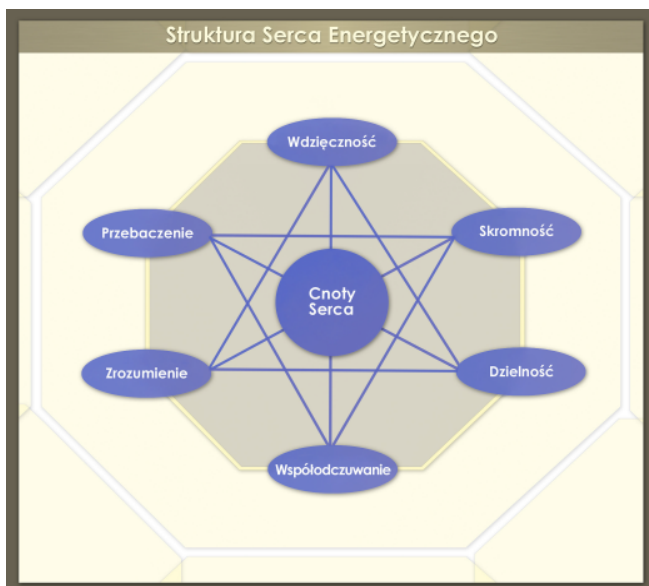 Struktura Serca Energetycznego
Wdzięczność
Przebaczenie
Skromność
Cnoty
Serca
Zrozumienie
Dzielność
Współodczuwanie